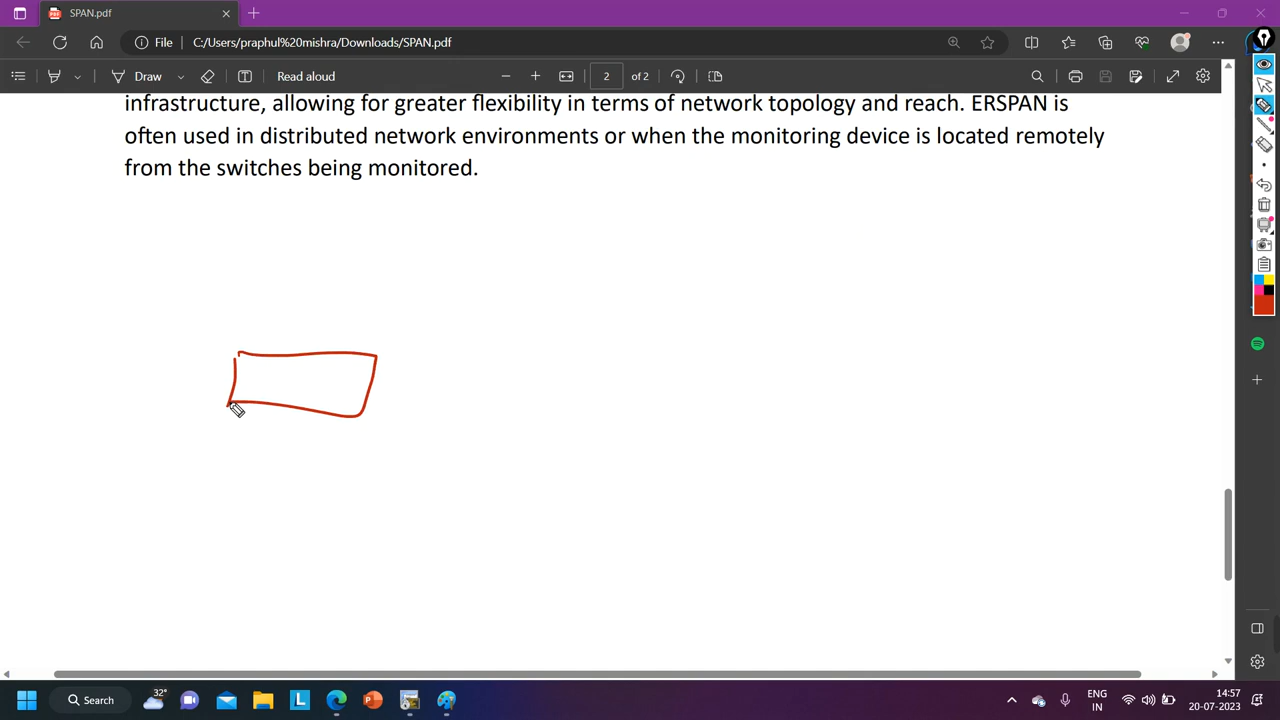 SPAN.pdf
File C:/Users/praphul%20mishra/Downloads/SPAN.pdf
Draw Read aloud 2 of 2
infrastructure, allowing for greater flexibility in terms of network topology and reach. ERSPAN is
often used in distributed network environments or when the monitoring device is located remotely
from the switches being monitored.
Search 32° ENG IN 14:57 20-07-2023